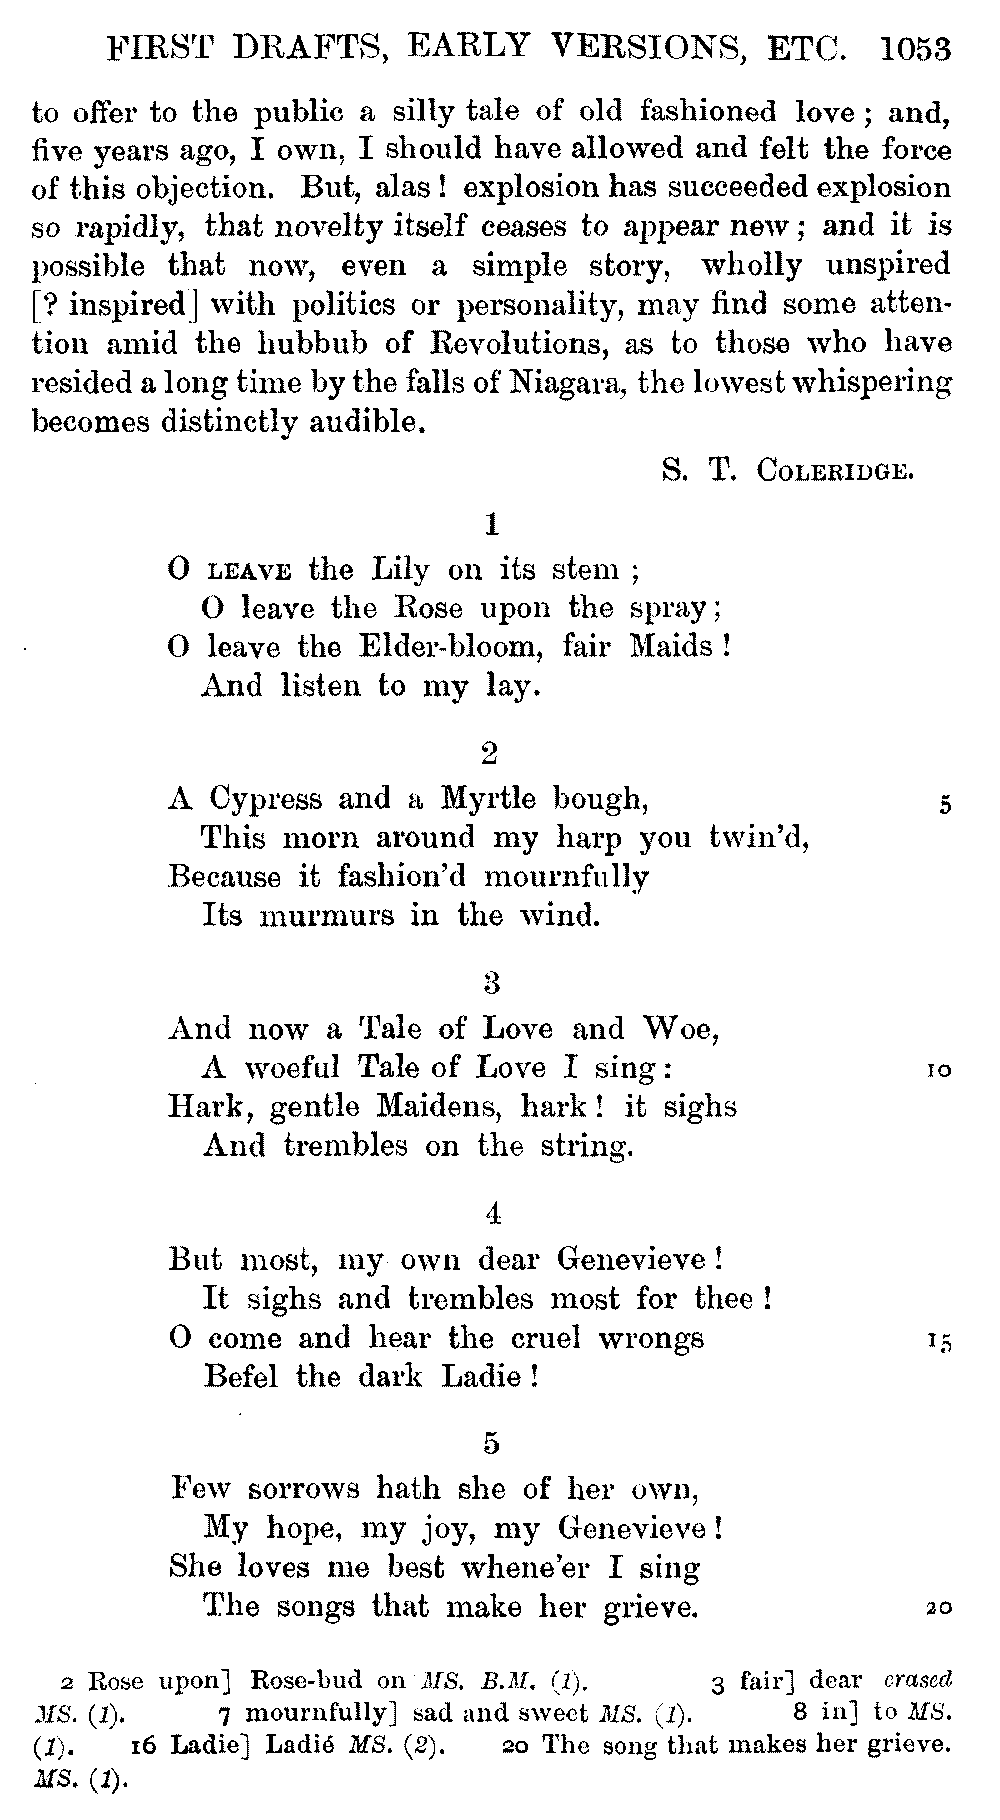 FIRST DRAFTS, EARLY VERSIONS, ETC. 1053
to offer to the public a silly tale of old fashioned love; and,
five years ago, I own, I should have allowed and felt the force
of this objection. But, alas! explosion has succeeded explosion
so rapidly, that novelty itself ceases to appear new; and it is
possible that now, even a simple story, wholly unspired
[? inspired] with politics or personality, may find some atten-
tion amid the hubbub of Revolutions, as to those who have
resided a long time by the falls of Niagara, the lowest whispering
becomes distinctly audible.
S. T. COLERIDGE.
1
O LEAVE the Lily on its stem;
O leave the Rose upon the spray;
O leave the Elder-bloom, fair Maids!
And listen to my lay.
2
A Cypress and a Myrtle bough, 5
This morn around my harp you twin'd,
Because it fashion'd mournfully
Its murmurs in the wind.
3
And now a Tale of Love and Woe,
A woeful Tale of Love I sing: 10
Hark, gentle Maidens, hark! it sighs
And trembles on the string.
4
But most, my own dear Genevieve!
It sighs and trembles most for thee!
O come and hear the cruel wrongs 15
Befel the dark Ladie!
5
Few sorrows hath she of her own,
My hope, my joy, my Genevieve!
She loves me best whene'er I sing
The songs that make her grieve. 20
2 Rose upon] Rose-bud on MS. B.M. (1). 3 fair] dear erased
MS. (1). 7 mournfully] sad and sweet MS. (1). 8 in] to MS.
(1). 16 Ladie] Ladié MS. (2). 20 The song that makes her grieve.
MS. (1).